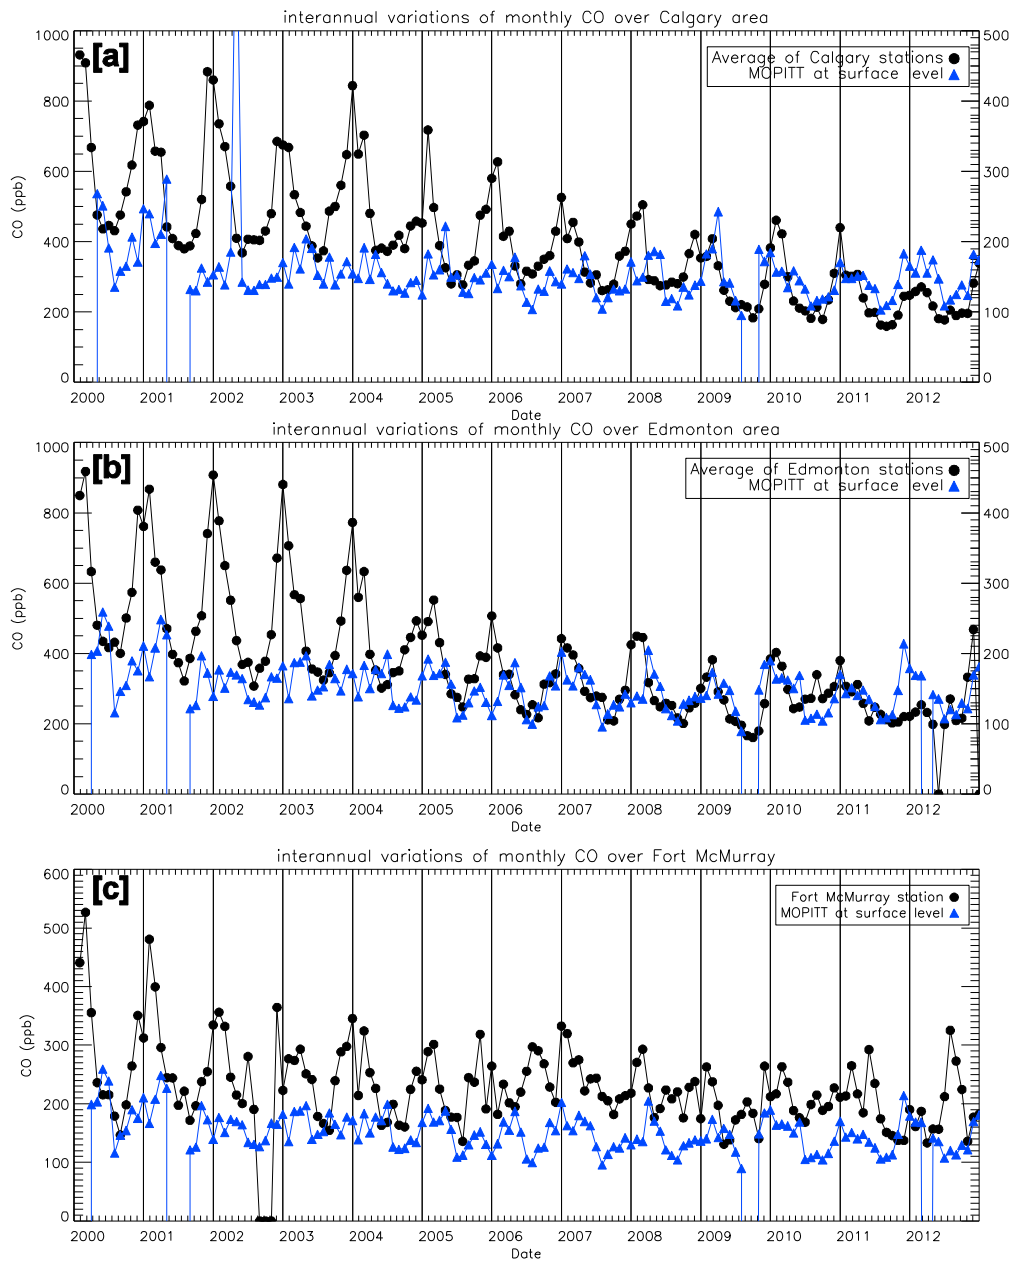 interannual variations of monthly CO over Calgary area
[a]
Average of Calgary stations
MOPITT at surface level
1000
800
600
400
200
0
500
400
300
200
100
0
CO (ppb)
2000 2001 2002 2003 2004 2005 2006 2007 2008 2009 2010 2011 2012
Date
interannual variations of monthly CO over Edmonton area
[b]
Average of Edmonton stations
MOPITT at surface level
1000
800
600
400
200
0
500
400
300
200
100
0
CO (ppb)
2000 2001 2002 2003 2004 2005 2006 2007 2008 2009 2010 2011 2012
Date
interannual variations of monthly CO over Fort McMurray
[c]
Fort McMurray station
MOPITT at surface level
600
500
400
300
200
100
0
CO (ppb)
2000 2001 2002 2003 2004 2005 2006 2007 2008 2009 2010 2011 2012
Date